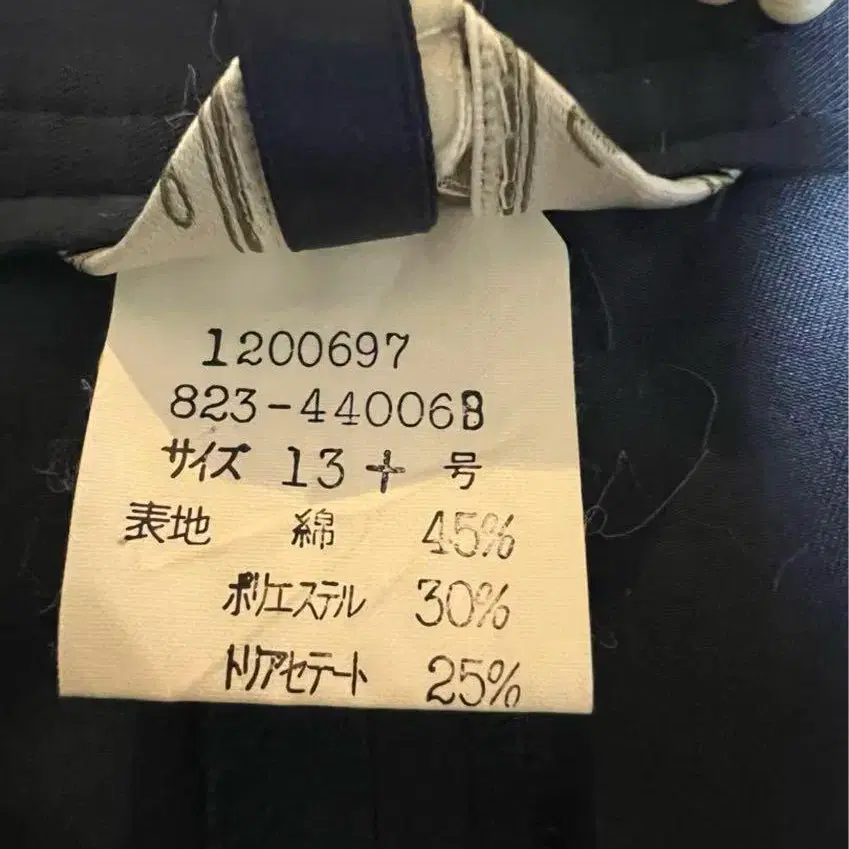 1200697
823-44006B
サイズ 13+ 号
表地 綿 45%
ポリエステル 30%
トリアセテート 25%